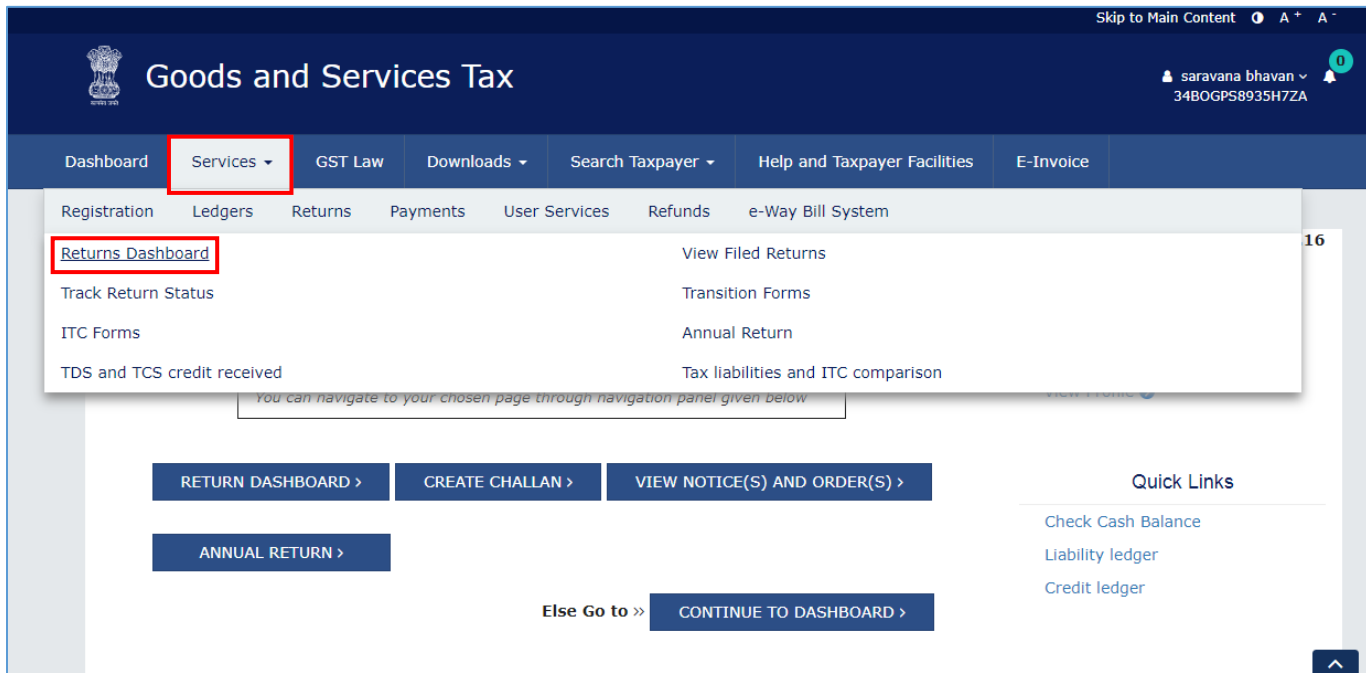 Skip to Main Content A+ A-
Goods and Services Tax
saravana bhavan
0
34BOGPS8935H7ZA
Dashboard Services GST Law Downloads Search Taxpayer Help and Taxpayer Facilities E-Invoice
Registration Ledgers Returns Payments User Services Refunds e-Way Bill System
Returns Dashboard View Filed Returns
16
Track Return Status Transition Forms
ITC Forms Annual Return
TDS and TCS credit received Tax liabilities and ITC comparison
You can navigate to your chosen page through navigation panel given below
View Profile
RETURN DASHBOARD > CREATE CHALLAN > VIEW NOTICE(S) AND ORDER(S) >
Quick Links
Check Cash Balance
ANNUAL RETURN >
Liability ledger
Credit ledger
Else Go to » CONTINUE TO DASHBOARD >